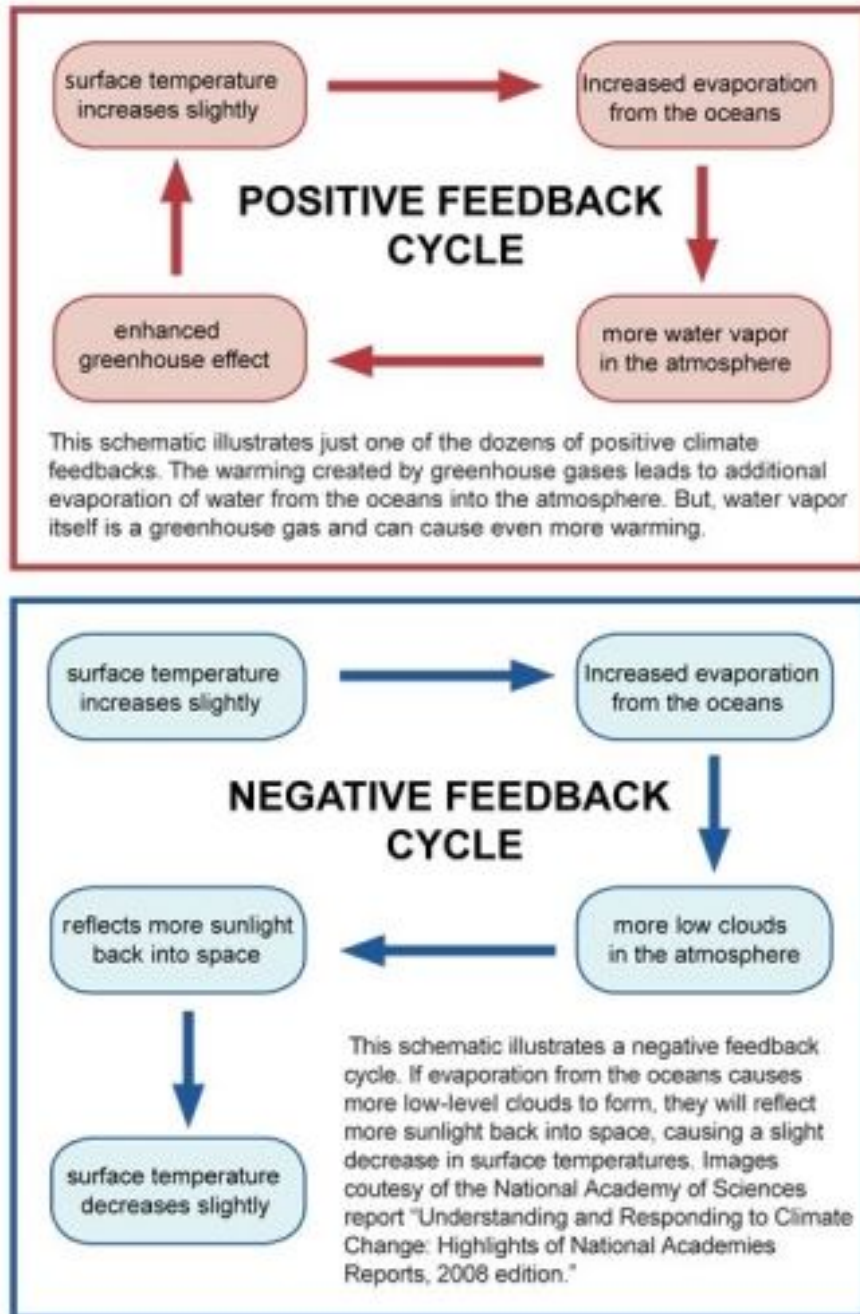 surface temperature
increases slightly
Increased evaporation
from the oceans
POSITIVE FEEDBACK
CYCLE
enhanced
greenhouse effect
more water vapor
in the atmosphere
This schematic illustrates just one of the dozens of positive climate
feedbacks. The warming created by greenhouse gases leads to additional
evaporation of water from the oceans into the atmosphere. But, water vapor
itself is a greenhouse gas and can cause even more warming.
surface temperature
increases slightly
Increased evaporation
from the oceans
NEGATIVE FEEDBACK
CYCLE
reflects more sunlight
back into space
more low clouds
in the atmosphere
This schematic illustrates a negative feedback
cycle. If evaporation from the oceans causes
more low-level clouds to form, they will reflect
more sunlight back into space, causing a slight
decrease in surface temperatures. Images
coutesy of the National Academy of Sciences
report “Understanding and Responding to Climate
Change: Highlights of National Academies
Reports, 2008 edition.”
surface temperature
decreases slightly